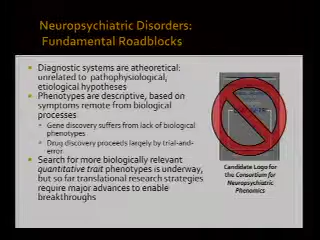 Neuropsychiatric Disorders:
Fundamental Roadblocks
Diagnostic systems are atheoretical:
unrelated to pathophysiological,
etiological hypotheses
Phenotypes are descriptive, based on
symptoms remote from biological
processes
Gene discovery suffers from lack of biological
phenotypes
Drug discovery proceeds largely by trial-and-
error
Search for more biologically relevant
quantitative trait phenotypes is underway,
but so far translational research strategies
require major advances to enable
breakthroughs
Candidate Logo for
the Consortium for
Neuropsychiatric
Phenomics